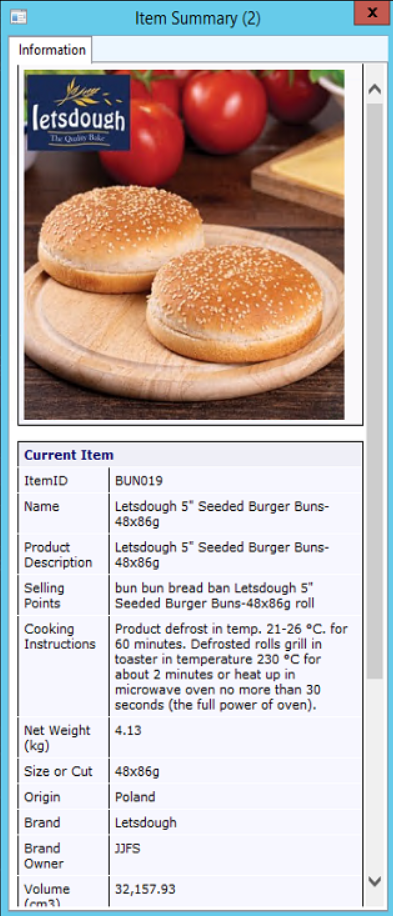 Item Summary (2)
x
Information
letsdough
The Quality Bake
Current Item
ItemID
BUN019
Name
Letsdough 5" Seeded Burger Buns-
48x86g
Product
Description
Letsdough 5" Seeded Burger Buns-
48x86g
Selling
Points
bun bun bread ban Letsdough 5"
Seeded Burger Buns-48x86g roll
Cooking
Instructions
Product defrost in temp. 21-26 °C. for
60 minutes. Defrosted rolls grill in
toaster in temperature 230 °C for
about 2 minutes or heat up in
microwave oven no more than 30
seconds (the full power of oven).
Net Weight
(kg)
4.13
Size or Cut
48x86g
Origin
Poland
Brand
Letsdough
Brand
Owner
JJFS
Volume
(cm3)
32,157.93